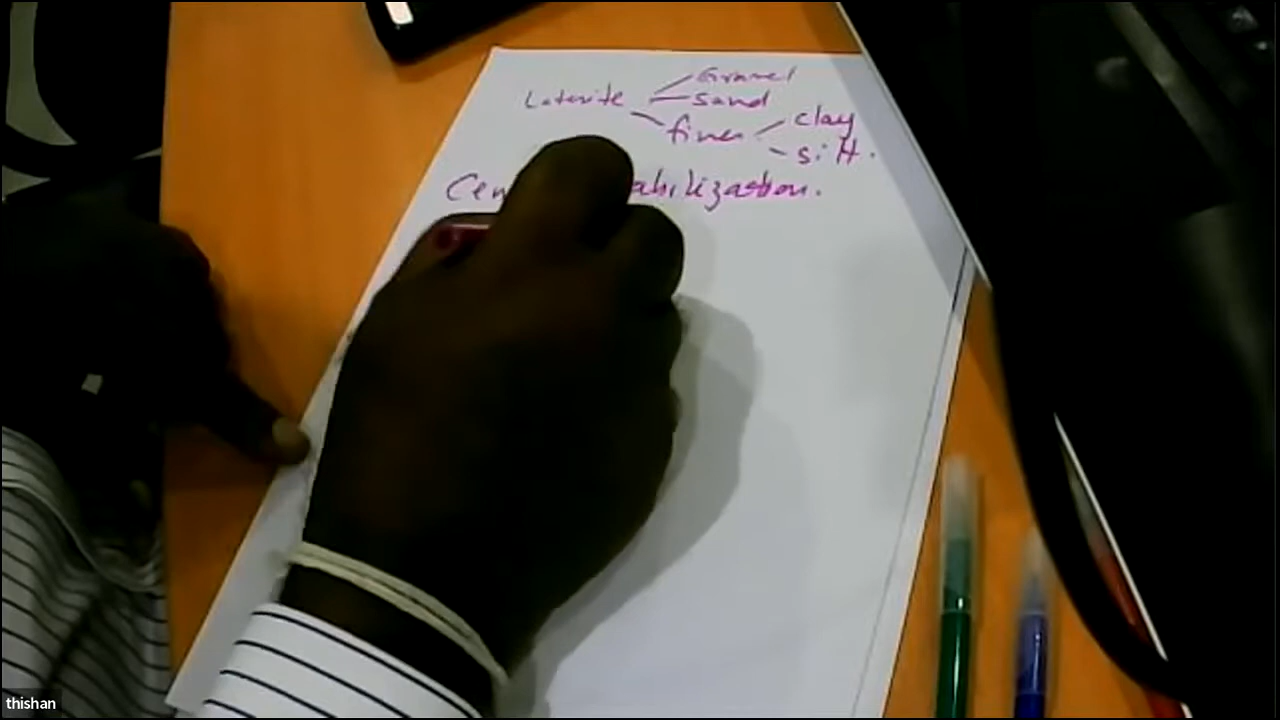 Laterite Gravel
sand
fines clay
silt.
Cem abilization.
thishan